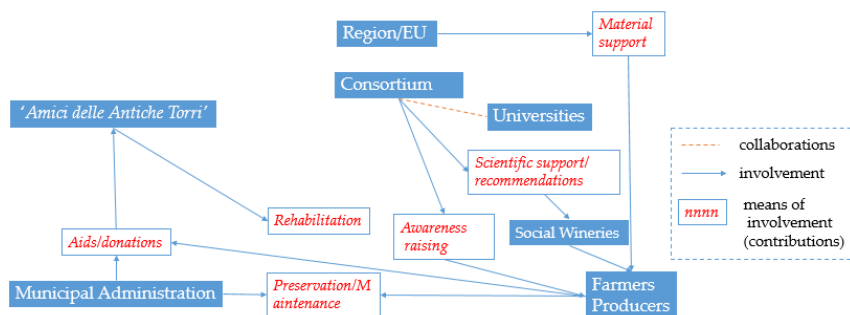 Region/EU
Material
support
Consortium
'Amici delle Antiche Torri'
Universities
collaborations
Scientific support/
recommendations
involvement
Rehabilitation
nnnn
means of
involvement
(contributions)
Aids/donations
Awareness
raising
Social Wineries
Municipal Administration
Preservation/M
aintenance
Farmers
Producers